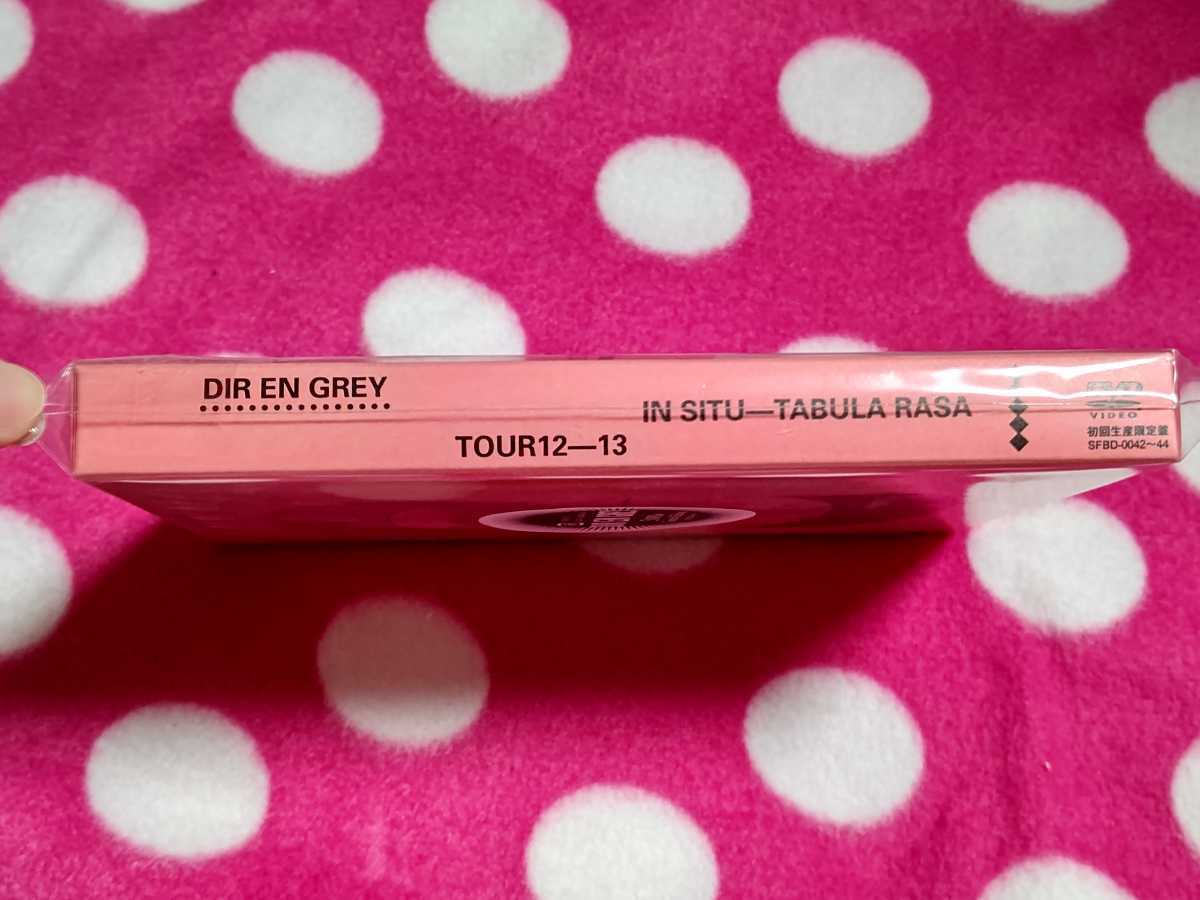 DIR EN GREY
TOUR12—13
IN SITU—TABULA RASA
DVD
VIDEO
初回生産限定盤
SFBD-0042～44